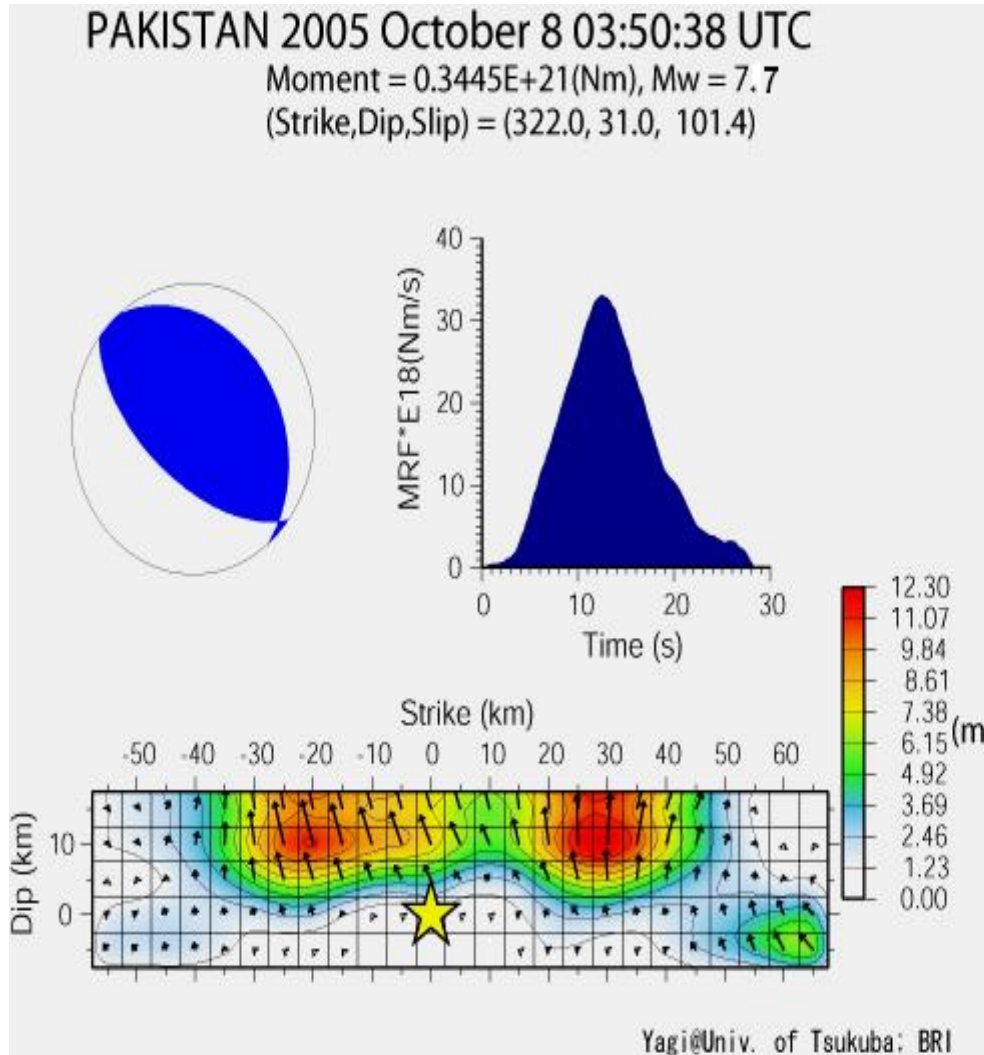 PAKISTAN 2005 October 8 03:50:38 UTC
Moment = 0.3445E+21(Nm), Mw = 7.7
(Strike,Dip,Slip) = (322.0, 31.0, 101.4)
MRF*E18(Nm/s)
40
30
20
10
0
0 10 20 30
Time (s)
12.30
11.07
9.84
8.61
7.38
6.15
4.92
3.69
2.46
1.23
0.00
(m
Strike (km)
-50 -40 -30 -20 -10 0 10 20 30 40 50 60
Dip (km)
10
0
Yagi@Univ. of Tsukuba; BRI